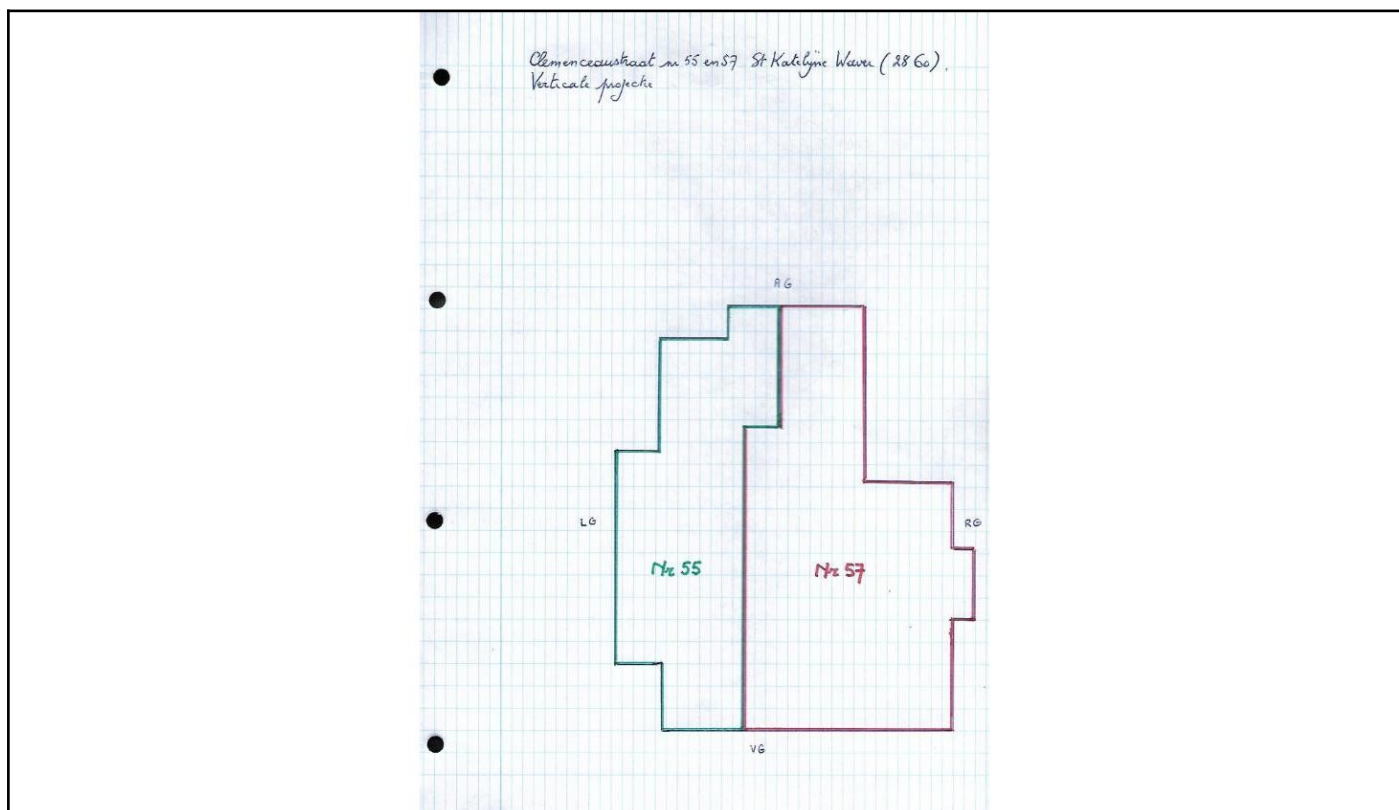 Clemenceaustraat nr 55 en 57 St Katelijne Waver (2860).
Verticale projectie
AG
LG
RG
Nr 55
Nr 57
VG